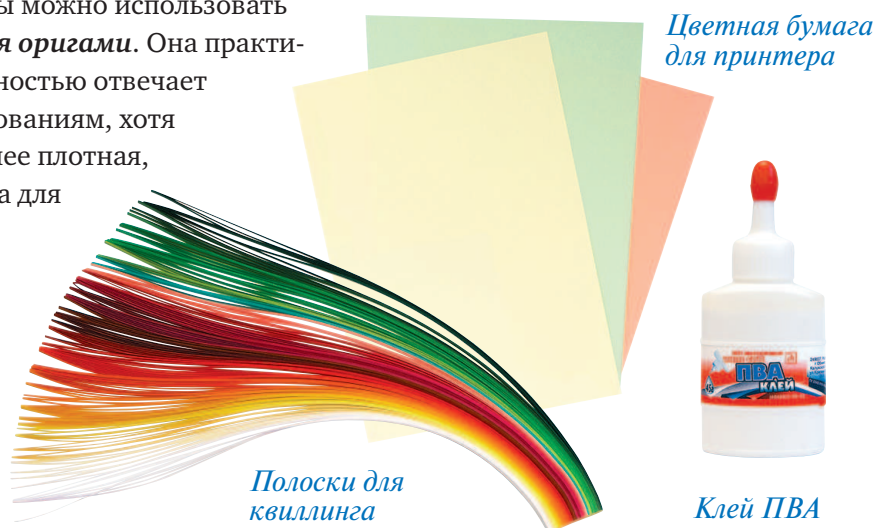 ы можно использовать
я оригами. Она практи-
ностью отвечает
ованиям, хотя
нее плотная,
а для
Цветная бумага
для принтера
ПВА
КЛЕЙ
Полоски для
квиллинга
Клей ПВА